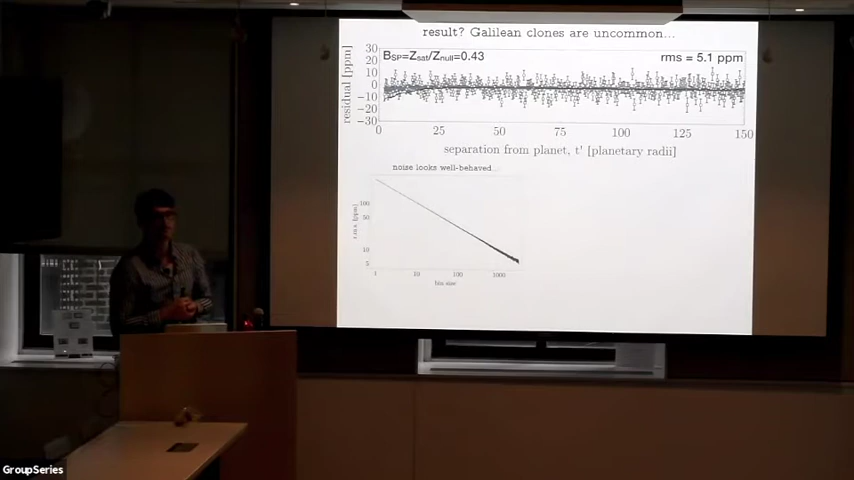 result? Galilean clones are uncommon...
B_SP=Z_sat/Z_null=0.43
rms = 5.1 ppm
residual [ppm]
30
20
10
0
−10
−20
−30
0 25 50 75 100 125 150
separation from planet, t' [planetary radii]
noise looks well-behaved...
r.m.s. [ppm]
100
50
10
5
1 10 100 1000
bin size
GroupSeries